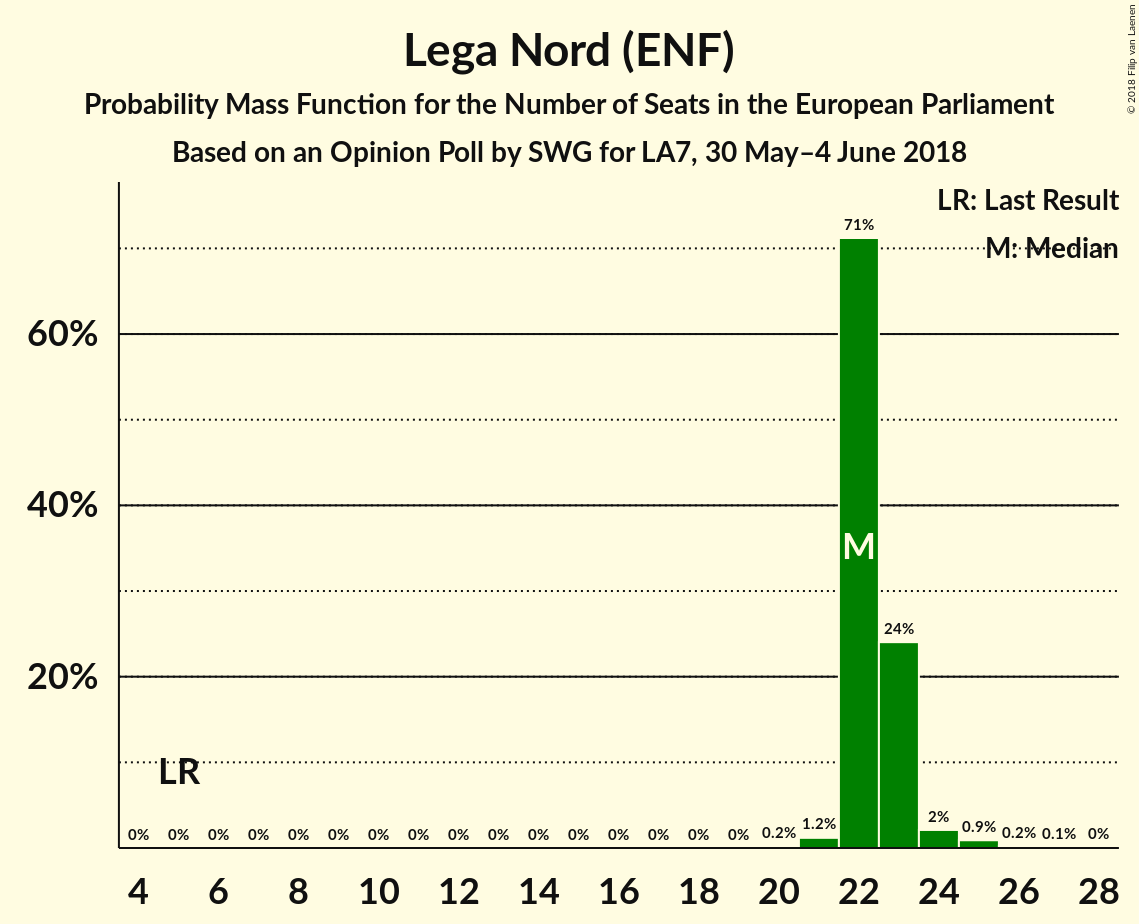 Lega Nord (ENF)
Probability Mass Function for the Number of Seats in the European Parliament
Based on an Opinion Poll by SWG for LA7, 30 May–4 June 2018
© 2018 Filip van Laenen
LR: Last Result
M: Median
60%
40%
20%
71%
M
24%
LR
0% 0% 0% 0% 0% 0% 0% 0% 0% 0% 0% 0% 0% 0% 0% 0% 0.2% 1.2% 2% 0.9% 0.2% 0.1% 0%
4 6 8 10 12 14 16 18 20 22 24 26 28